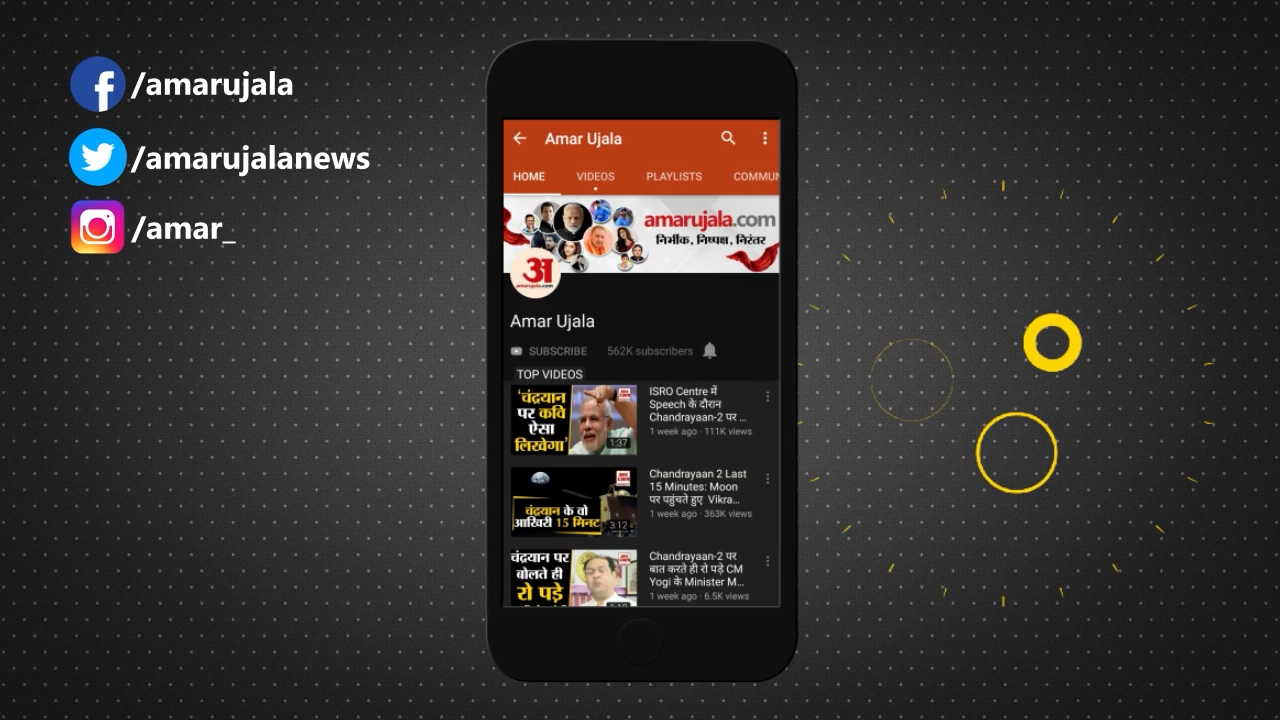 /amarujala
/amarujalanews
/amar_
Amar Ujala
HOME VIDEOS PLAYLISTS COMMUN
amarujala.com
निर्भीक, निष्पक्ष, निरंतर
अ
amarujala.com
Amar Ujala
SUBSCRIBE 562K subscribers
TOP VIDEOS
'चंद्रयान
पर कवि
ऐसा
लिखेगा'
1:37
ISRO Centre में
Speech के दौरान
Chandrayaan-2 पर ...
1 week ago · 111K views
चंद्रयान के वो
आखिरी 15 मिनट
3:12
Chandrayaan 2 Last
15 Minutes: Moon
पर पहुंचते हुए Vikra...
1 week ago · 363K views
चंद्रयान पर
बोलते ही
रो पड़े
Chandrayaan-2 पर
बात करते ही रो पड़े CM
Yogi के Minister M...
1 week ago · 6.5K views